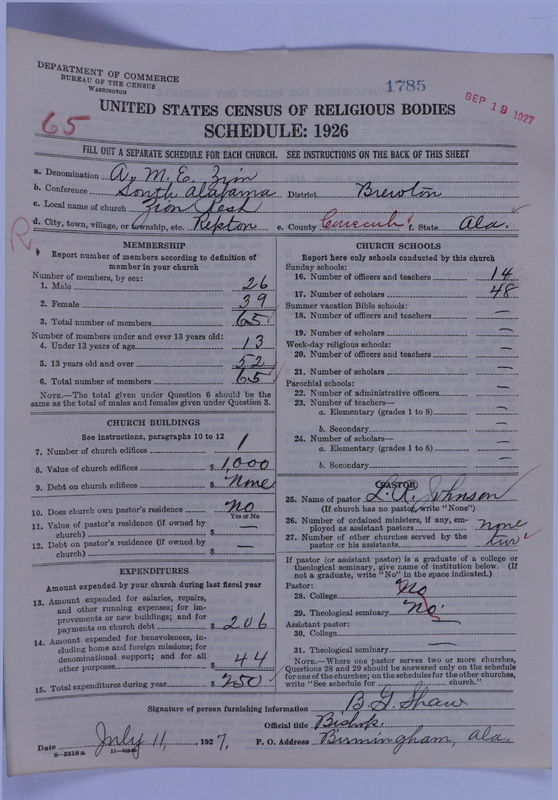 DEPARTMENT OF COMMERCE
BUREAU OF THE CENSUS
WASHINGTON
1785
SEP 19 1927
65
UNITED STATES CENSUS OF RELIGIOUS BODIES
SCHEDULE: 1926
FILL OUT A SEPARATE SCHEDULE FOR EACH CHURCH. SEE INSTRUCTIONS ON THE BACK OF THIS SHEET
a. Denomination A. M. E. Zion
b. Conference South Alabama District Brewton
c. Local name of church Zion
d. City, town, village, or township, etc. Repton e. County Conecuh f. State Ala.
R
MEMBERSHIP
Report number of members according to definition of member in your church
Number of members, by sex:
1. Male 26
2. Female 39
3. Total number of members 65
Number of members under and over 13 years old:
4. Under 13 years of age 13
5. 13 years old and over 52
6. Total number of members 65
NOTE.—The total given under Question 6 should be the same as the total of males and females given under Question 3.
CHURCH BUILDINGS
See instructions, paragraphs 10 to 12
7. Number of church edifices 1
8. Value of church edifices $ 1,000
9. Debt on church edifices $ None
10. Does church own pastor's residence? No
Yes or No
11. Value of pastor's residence (if owned by church) $ —
12. Debt on pastor's residence (if owned by church) $ —
EXPENDITURES
Amount expended by your church during last fiscal year
13. Amount expended for salaries, repairs, and other running expenses; for improvements or new buildings; and for payments on church debt $ 206
14. Amount expended for benevolences, including home and foreign missions; for denominational support; and for all other purposes $ 44
15. Total expenditures during year $ 250
CHURCH SCHOOLS
Report here only schools conducted by this church
Sunday schools:
16. Number of officers and teachers 14
17. Number of scholars 48
Summer vacation Bible schools:
18. Number of officers and teachers —
19. Number of scholars —
Week-day religious schools:
20. Number of officers and teachers —
21. Number of scholars —
Parochial schools:
22. Number of administrative officers —
23. Number of teachers—
a. Elementary (grades 1 to 8) —
b. Secondary —
24. Number of scholars—
a. Elementary (grades 1 to 8) —
b. Secondary —
PASTOR
25. Name of pastor L. R. Johnson
(If church has no pastor, write "None")
26. Number of ordained ministers, if any, employed as assistant pastors none
27. Number of other churches served by the pastor or his assistants two
If pastor (or assistant pastor) is a graduate of a college or theological seminary, give name of institution below. (If not a graduate, write "No" in the space indicated.)
Pastor:
28. College No
29. Theological seminary No
Assistant pastor:
30. College —
31. Theological seminary —
NOTE.—Where one person serves two or more churches, Questions 28 and 29 should be answered only on the schedule for one of the churches; on the schedules for the other churches, write "See schedule for church."
Signature of person furnishing information B. G. Shaw
Official title Bishop.
Date July 11, 1927. P. O. Address Birmingham, Ala.
8—5518a